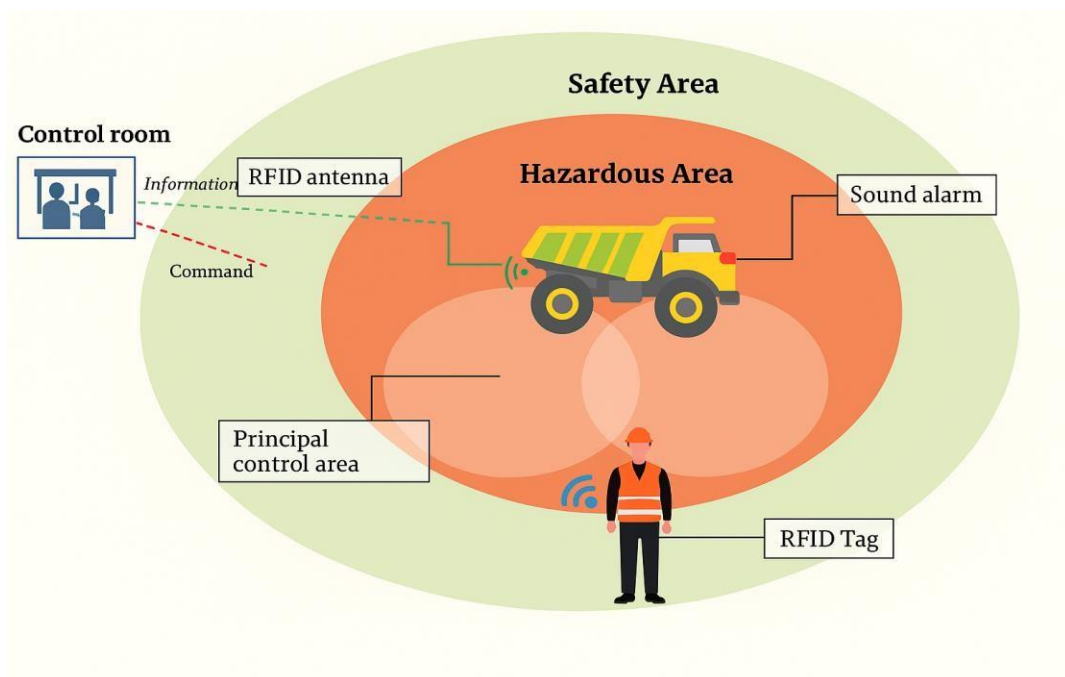 Safety Area
Control room
Information
RFID antenna
Hazardous Area
Sound alarm
Command
Principal
control area
RFID Tag